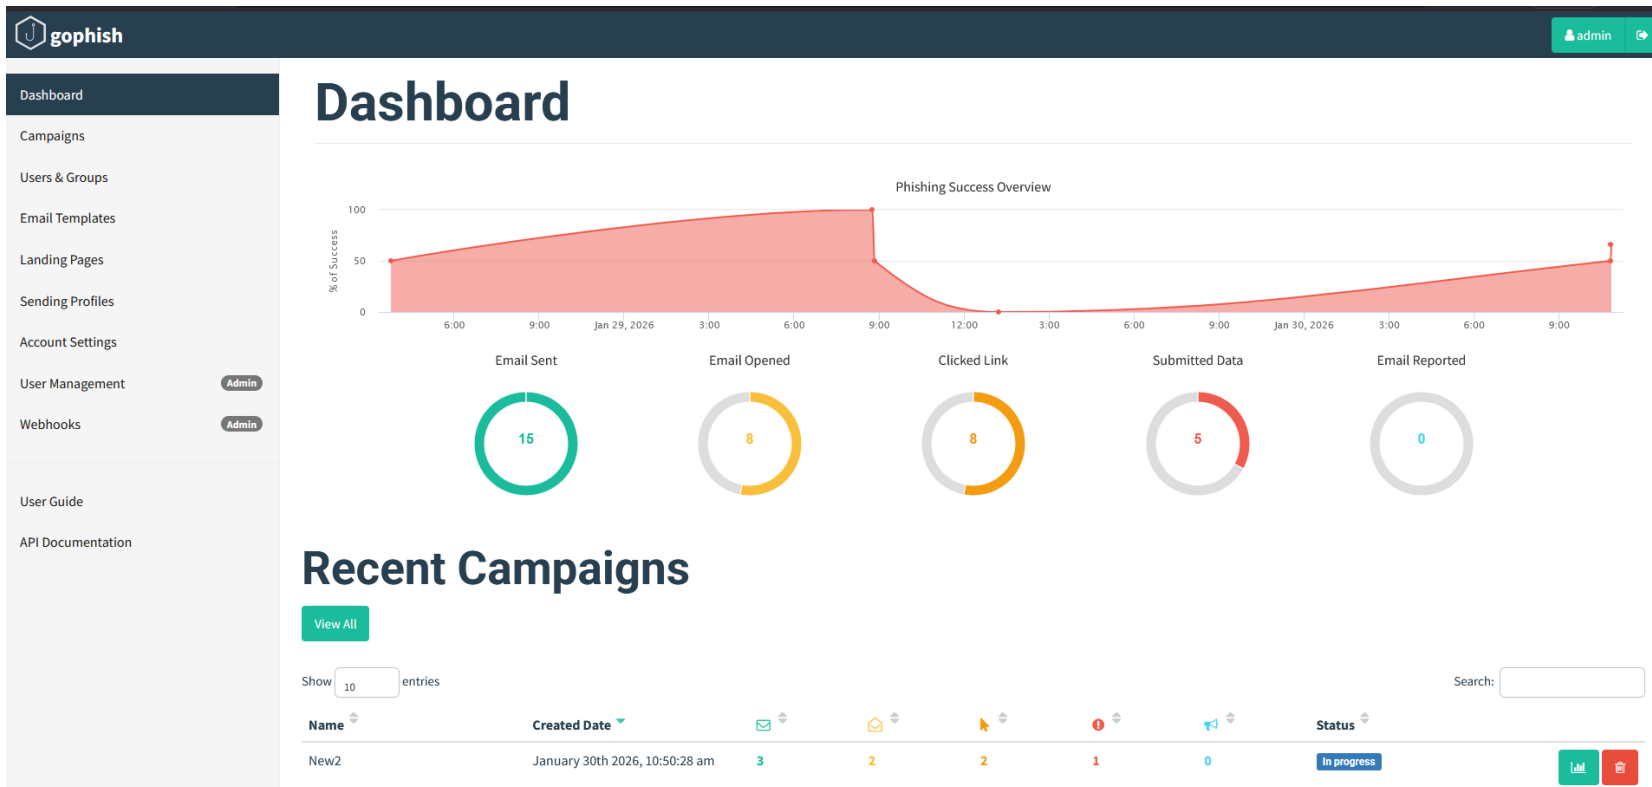 gophish
admin
Dashboard
Campaigns
Users & Groups
Email Templates
Landing Pages
Sending Profiles
Account Settings
User Management Admin
Webhooks Admin
User Guide
API Documentation
Dashboard
Phishing Success Overview
% of Success
100
50
0
6:00 9:00 Jan 29, 2026 3:00 6:00 9:00 12:00 3:00 6:00 9:00 Jan 30, 2026 3:00 6:00 9:00
Email Sent Email Opened Clicked Link Submitted Data Email Reported
15 8 8 5 0
Recent Campaigns
View All
Show 10 entries Search:
Name Created Date Status
New2 January 30th 2026, 10:50:28 am 3 2 2 1 0 In progress